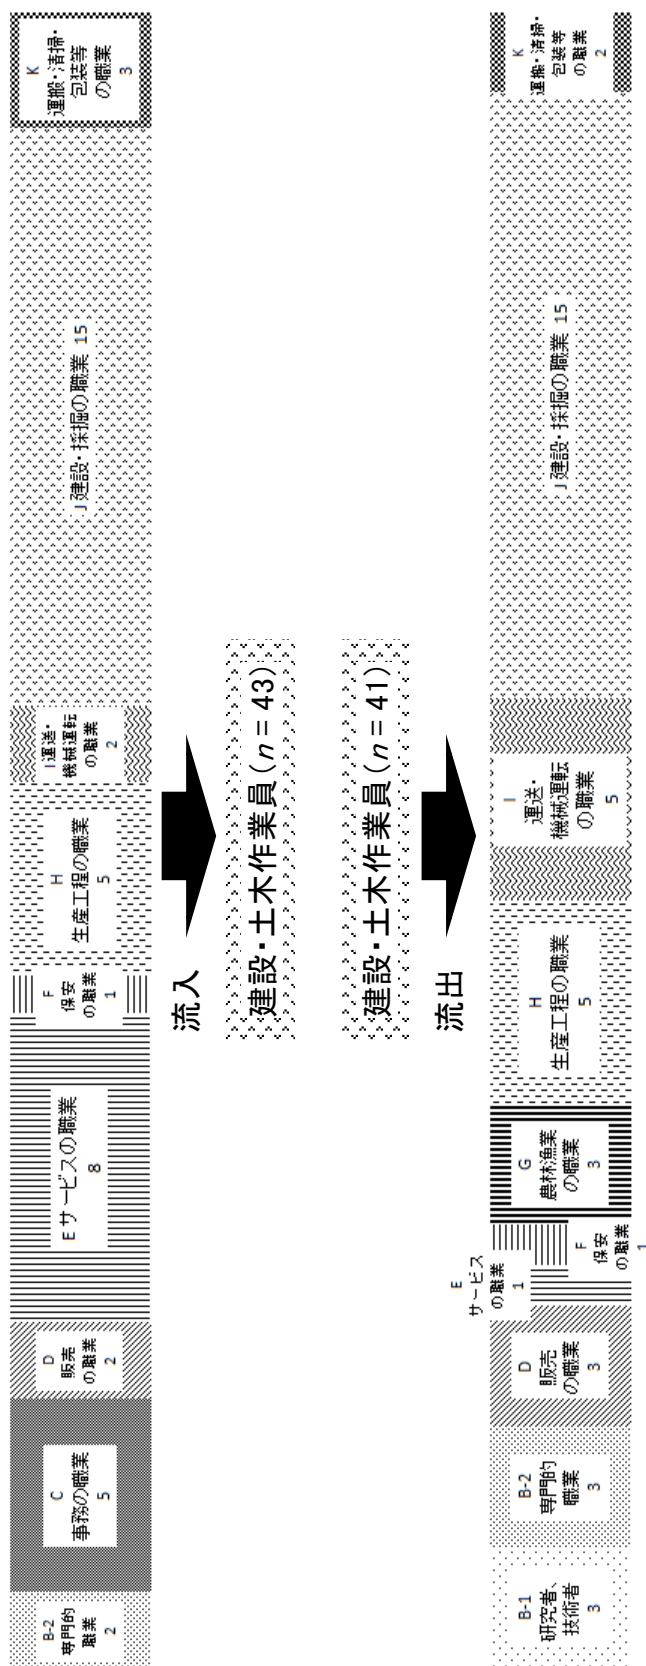 B-2
専門的
職業
2
C
事務の職業
5
D
販売
の職業
2
E サービスの職業
8
F
保安
の職業
1
H
生産工程の職業
5
I 運送・
機械運転
の職業
2
J 建設・採掘の職業 15
K
運搬・清掃・
包装等
の職業
3
流入
建設・土木作業員(n = 43)
建設・土木作業員(n = 41)
流出
B-1
研究者、
技術者
3
B-2
専門的
職業
3
D
販売
の職業
3
E
サービス
の職業
1
F
保安
の職業
1
G
農林漁業
の職業
3
H
生産工程の職業
5
I
運送・
機械運転
の職業
5
J 建設・採掘の職業 15
K
運搬・清掃・
包装等
の職業
2